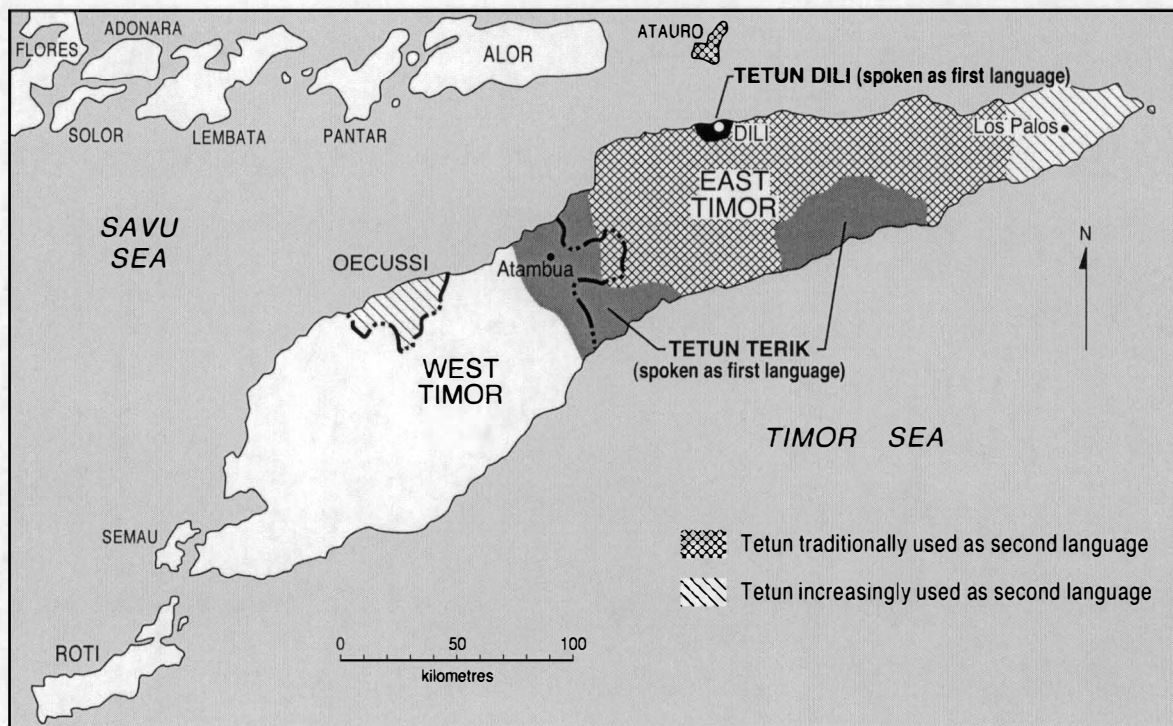 ADONARA
ATAURO
FLORES
ALOR
TETUN DILI (spoken as first language)
SOLOR
LEMBATA
PANTAR
DILI
Los Palos
EAST
TIMOR
SAVU
SEA
N
OECUSSI
Atambua
TETUN TERIK
(spoken as first language)
WEST
TIMOR
TIMOR SEA
SEMAU
Tetun traditionally used as second language
Tetun increasingly used as second language
ROTI
0 50 100
kilometres